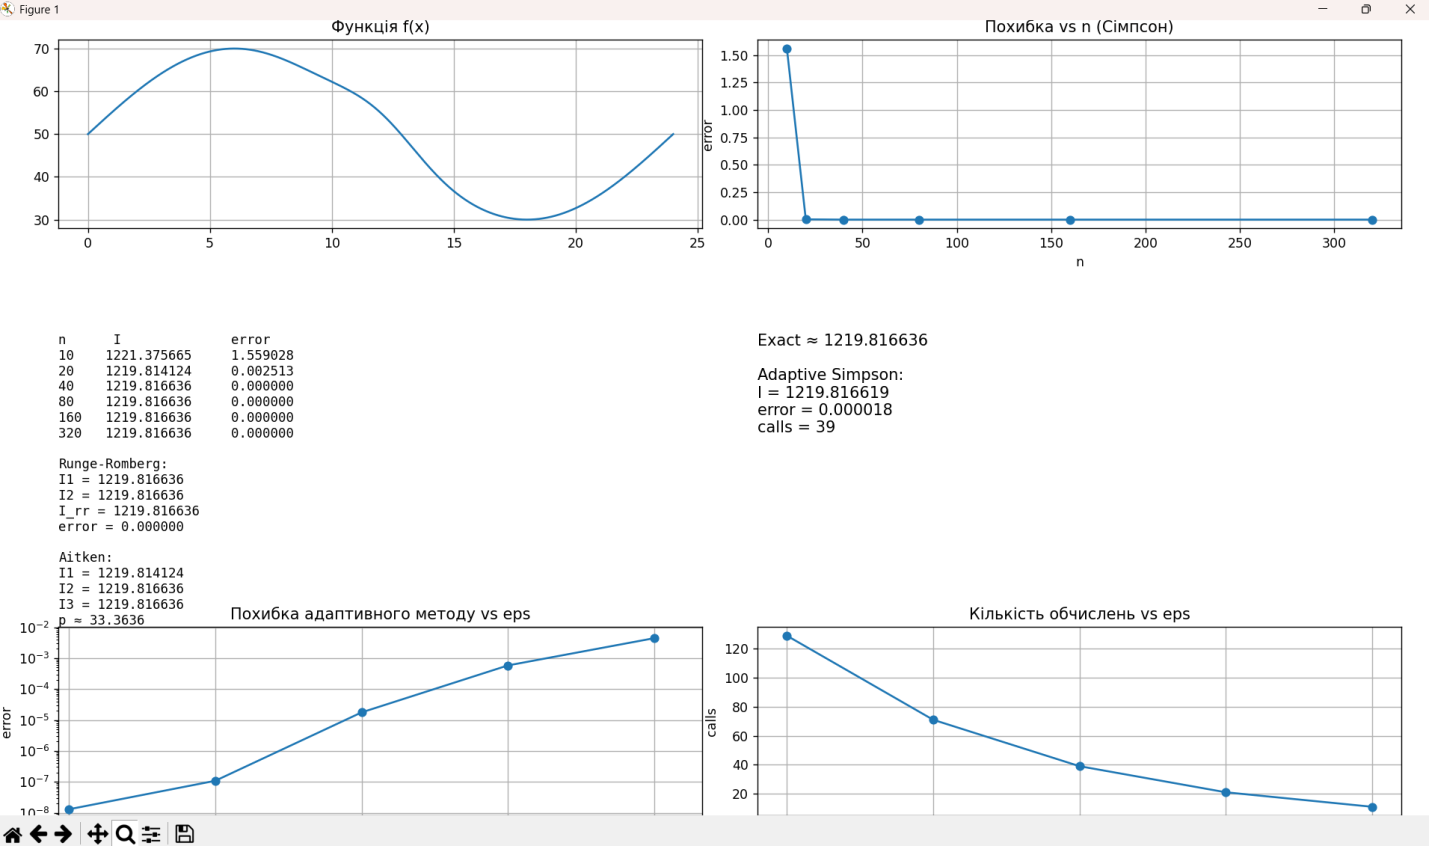 Figure 1
Функція f(x)
70
60
50
40
30
0 5 10 15 20 25
Похибка vs n (Сімпсон)
error
1.50
1.25
1.00
0.75
0.50
0.25
0.00
0 50 100 150 200 250 300
n
n I error
10 1221.375665 1.559028
20 1219.814124 0.002513
40 1219.816636 0.000000
80 1219.816636 0.000000
160 1219.816636 0.000000
320 1219.816636 0.000000
Runge-Romberg:
I1 = 1219.816636
I2 = 1219.816636
I_rr = 1219.816636
error = 0.000000
Aitken:
I1 = 1219.814124
I2 = 1219.816636
I3 = 1219.816636
p ≈ 33.3636
Exact ≈ 1219.816636
Adaptive Simpson:
I = 1219.816619
error = 0.000018
calls = 39
Похибка адаптивного методу vs eps
error
10⁻²
10⁻³
10⁻⁴
10⁻⁵
10⁻⁶
10⁻⁷
10⁻⁸
Кількість обчислень vs eps
calls
120
100
80
60
40
20